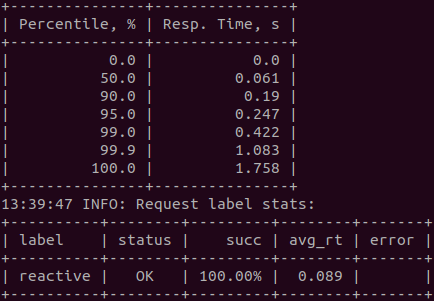 +---------------+---------------+
| Percentile, % | Resp. Time, s |
+---------------+---------------+
|           0.0 |           0.0 |
|          50.0 |         0.061 |
|          90.0 |          0.19 |
|          95.0 |         0.247 |
|          99.0 |         0.422 |
|          99.9 |         1.083 |
|         100.0 |         1.758 |
+---------------+---------------+
13:39:47 INFO: Request label stats:
+----------+--------+---------+--------+-------+
| label    | status |    succ | avg_rt | error |
+----------+--------+---------+--------+-------+
| reactive |   OK   | 100.00% |  0.089 |       |
+----------+--------+---------+--------+-------+